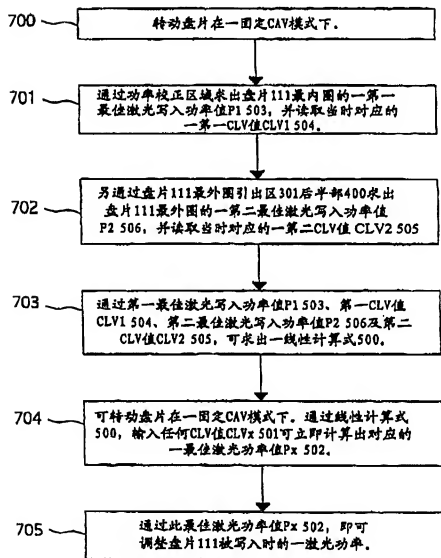 700
转动盘片在一固定CAV模式下。
701
通过功率校正区域求出盘片111最内圈的一第一
最佳激光写入功率值P1 503，并读取当时对应的
一第一CLV值CLV1 504。
702
另通过盘片111最外圈引出区301后半部400求出
盘片111最外圈的一第二最佳激光写入功率值
P2 506，并读取当时对应的一第二CLV值 CLV2 505
703
通过第一最佳激光写入功率值P1 503、第一CLV值
CLV1 504、第二最佳激光写入功率值P2 506及第二
CLV值CLV2 505，可求出一线性计算式500。
704
可转动盘片在一固定CAV模式下。通过线性计算式
500，输入任何CLV值CLVx 501可立即计算出对应的
一最佳激光功率值Px 502。
705
通过此最佳激光功率值Px 502，即可
调整盘片111被写入时的一激光功率。